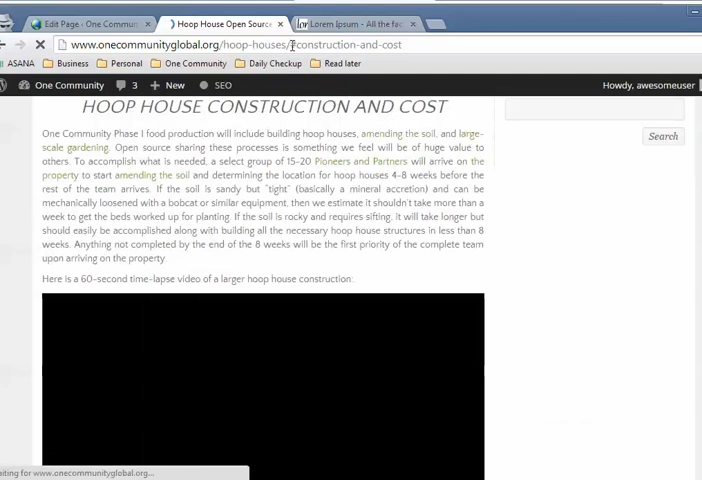 Edit Page ‹ One Commun
Hoop House Open Source
Lorem Ipsum - All the fac
www.onecommunityglobal.org/hoop-houses/#construction-and-cost
ASANA Business Personal One Community Daily Checkup Read later
One Community 3 New SEO Howdy, awesomeuser
HOOP HOUSE CONSTRUCTION AND COST
One Community Phase I food production will include building hoop houses, amending the soil, and large-
scale gardening. Open source sharing these processes is something we feel will be of huge value to
others. To accomplish what is needed, a select group of 15-20 Pioneers and Partners will arrive on the
property to start amending the soil and determining the location for hoop houses 4-8 weeks before the
rest of the team arrives. If the soil is sandy but "tight" (basically a mineral accretion) and can be
mechanically loosened with a bobcat or similar equipment, then we estimate it shouldn't take more than a
week to get the beds worked up for planting. If the soil is rocky and requires sifting, it will take longer but
should easily be accomplished along with building all the necessary hoop house structures in less than 8
weeks. Anything not completed by the end of the 8 weeks will be the first priority of the complete team
upon arriving on the property.
Here is a 60-second time-lapse video of a larger hoop house construction:
Search
aiting for www.onecommunityglobal.org...